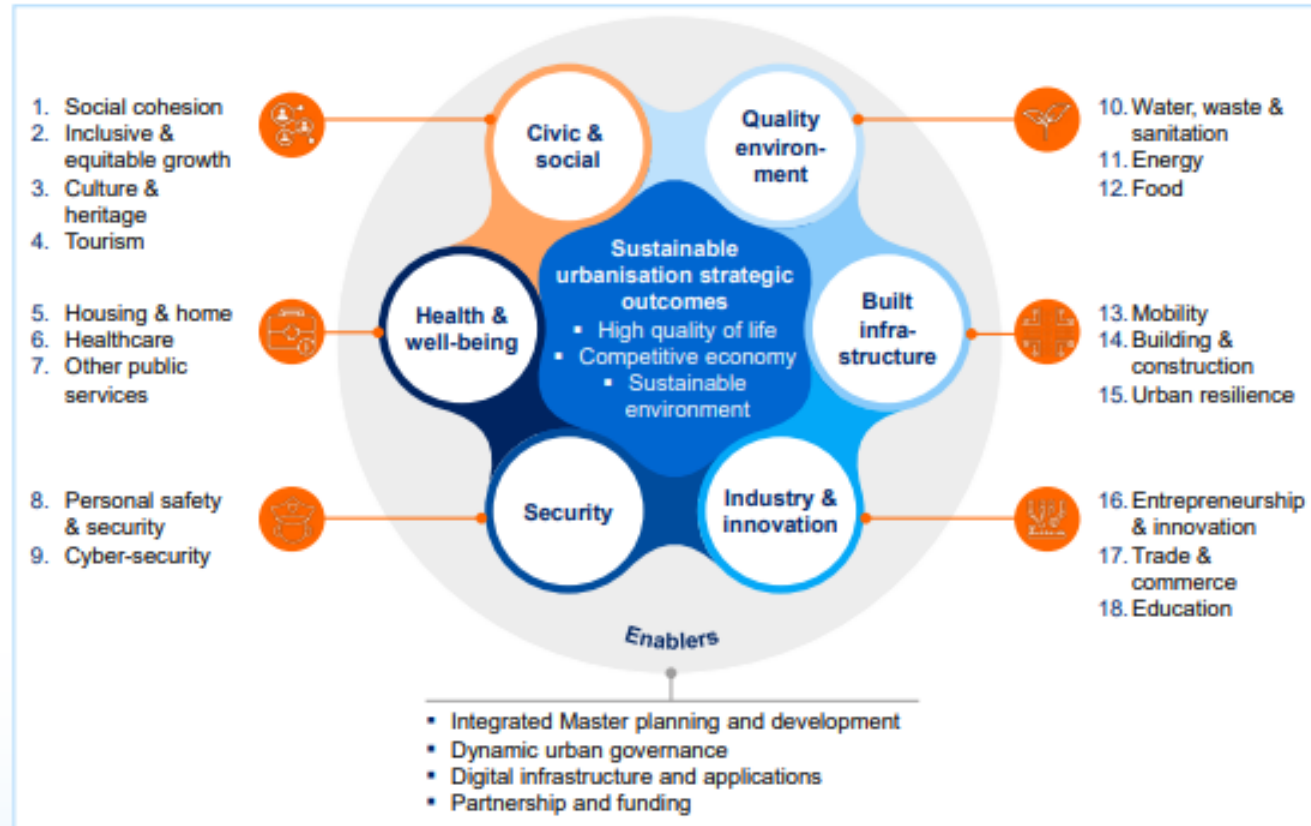 1. Social cohesion
2. Inclusive &
equitable growth
3. Culture &
heritage
4. Tourism
5. Housing & home
6. Healthcare
7. Other public
services
8. Personal safety
& security
9. Cyber-security
Civic &
social
Quality
environ-
ment
Health &
well-being
Sustainable
urbanisation strategic
outcomes
▪ High quality of life
▪ Competitive economy
▪ Sustainable
environment
Built
infra-
structure
Security
Industry &
innovation
Enablers
10. Water, waste &
sanitation
11. Energy
12. Food
13. Mobility
14. Building &
construction
15. Urban resilience
16. Entrepreneurship
& innovation
17. Trade &
commerce
18. Education
▪ Integrated Master planning and development
▪ Dynamic urban governance
▪ Digital infrastructure and applications
▪ Partnership and funding